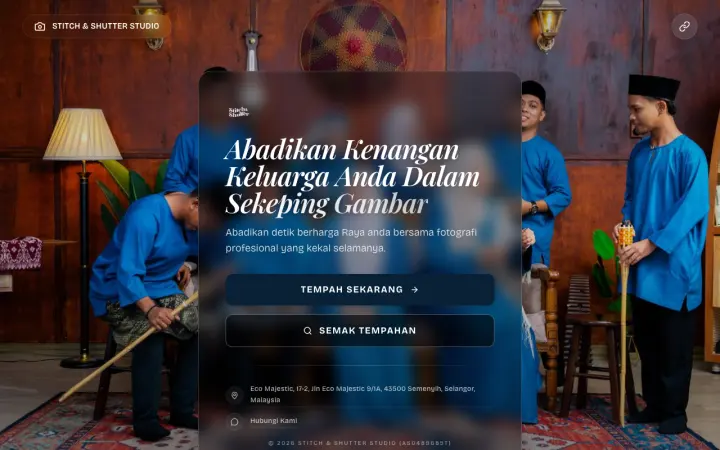 STITCH & SHUTTER STUDIO
Stitch&
Shutter
Abadikan Kenangan
Keluarga Anda Dalam
Sekeping Gambar
Abadikan detik berharga Raya anda bersama fotografi
profesional yang kekal selamanya.
TEMPAH SEKARANG →
SEMAK TEMPAHAN
Eco Majestic, 17-2, Jln Eco Majestic 9/1A, 43500 Semenyih, Selangor,
Malaysia
Hubungi Kami
© 2026 STITCH & SHUTTER STUDIO